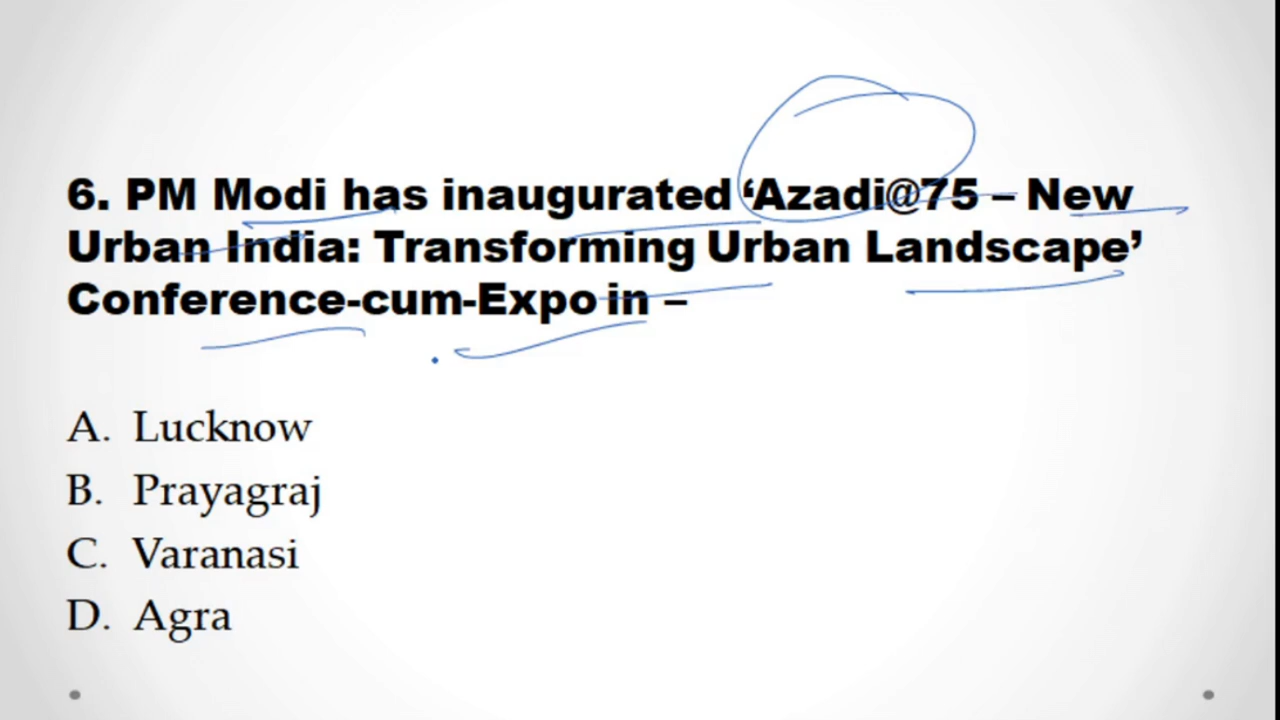 6. PM Modi has inaugurated ‘Azadi@75 – New
Urban India: Transforming Urban Landscape’
Conference-cum-Expo in –
A. Lucknow
B. Prayagraj
C. Varanasi
D. Agra